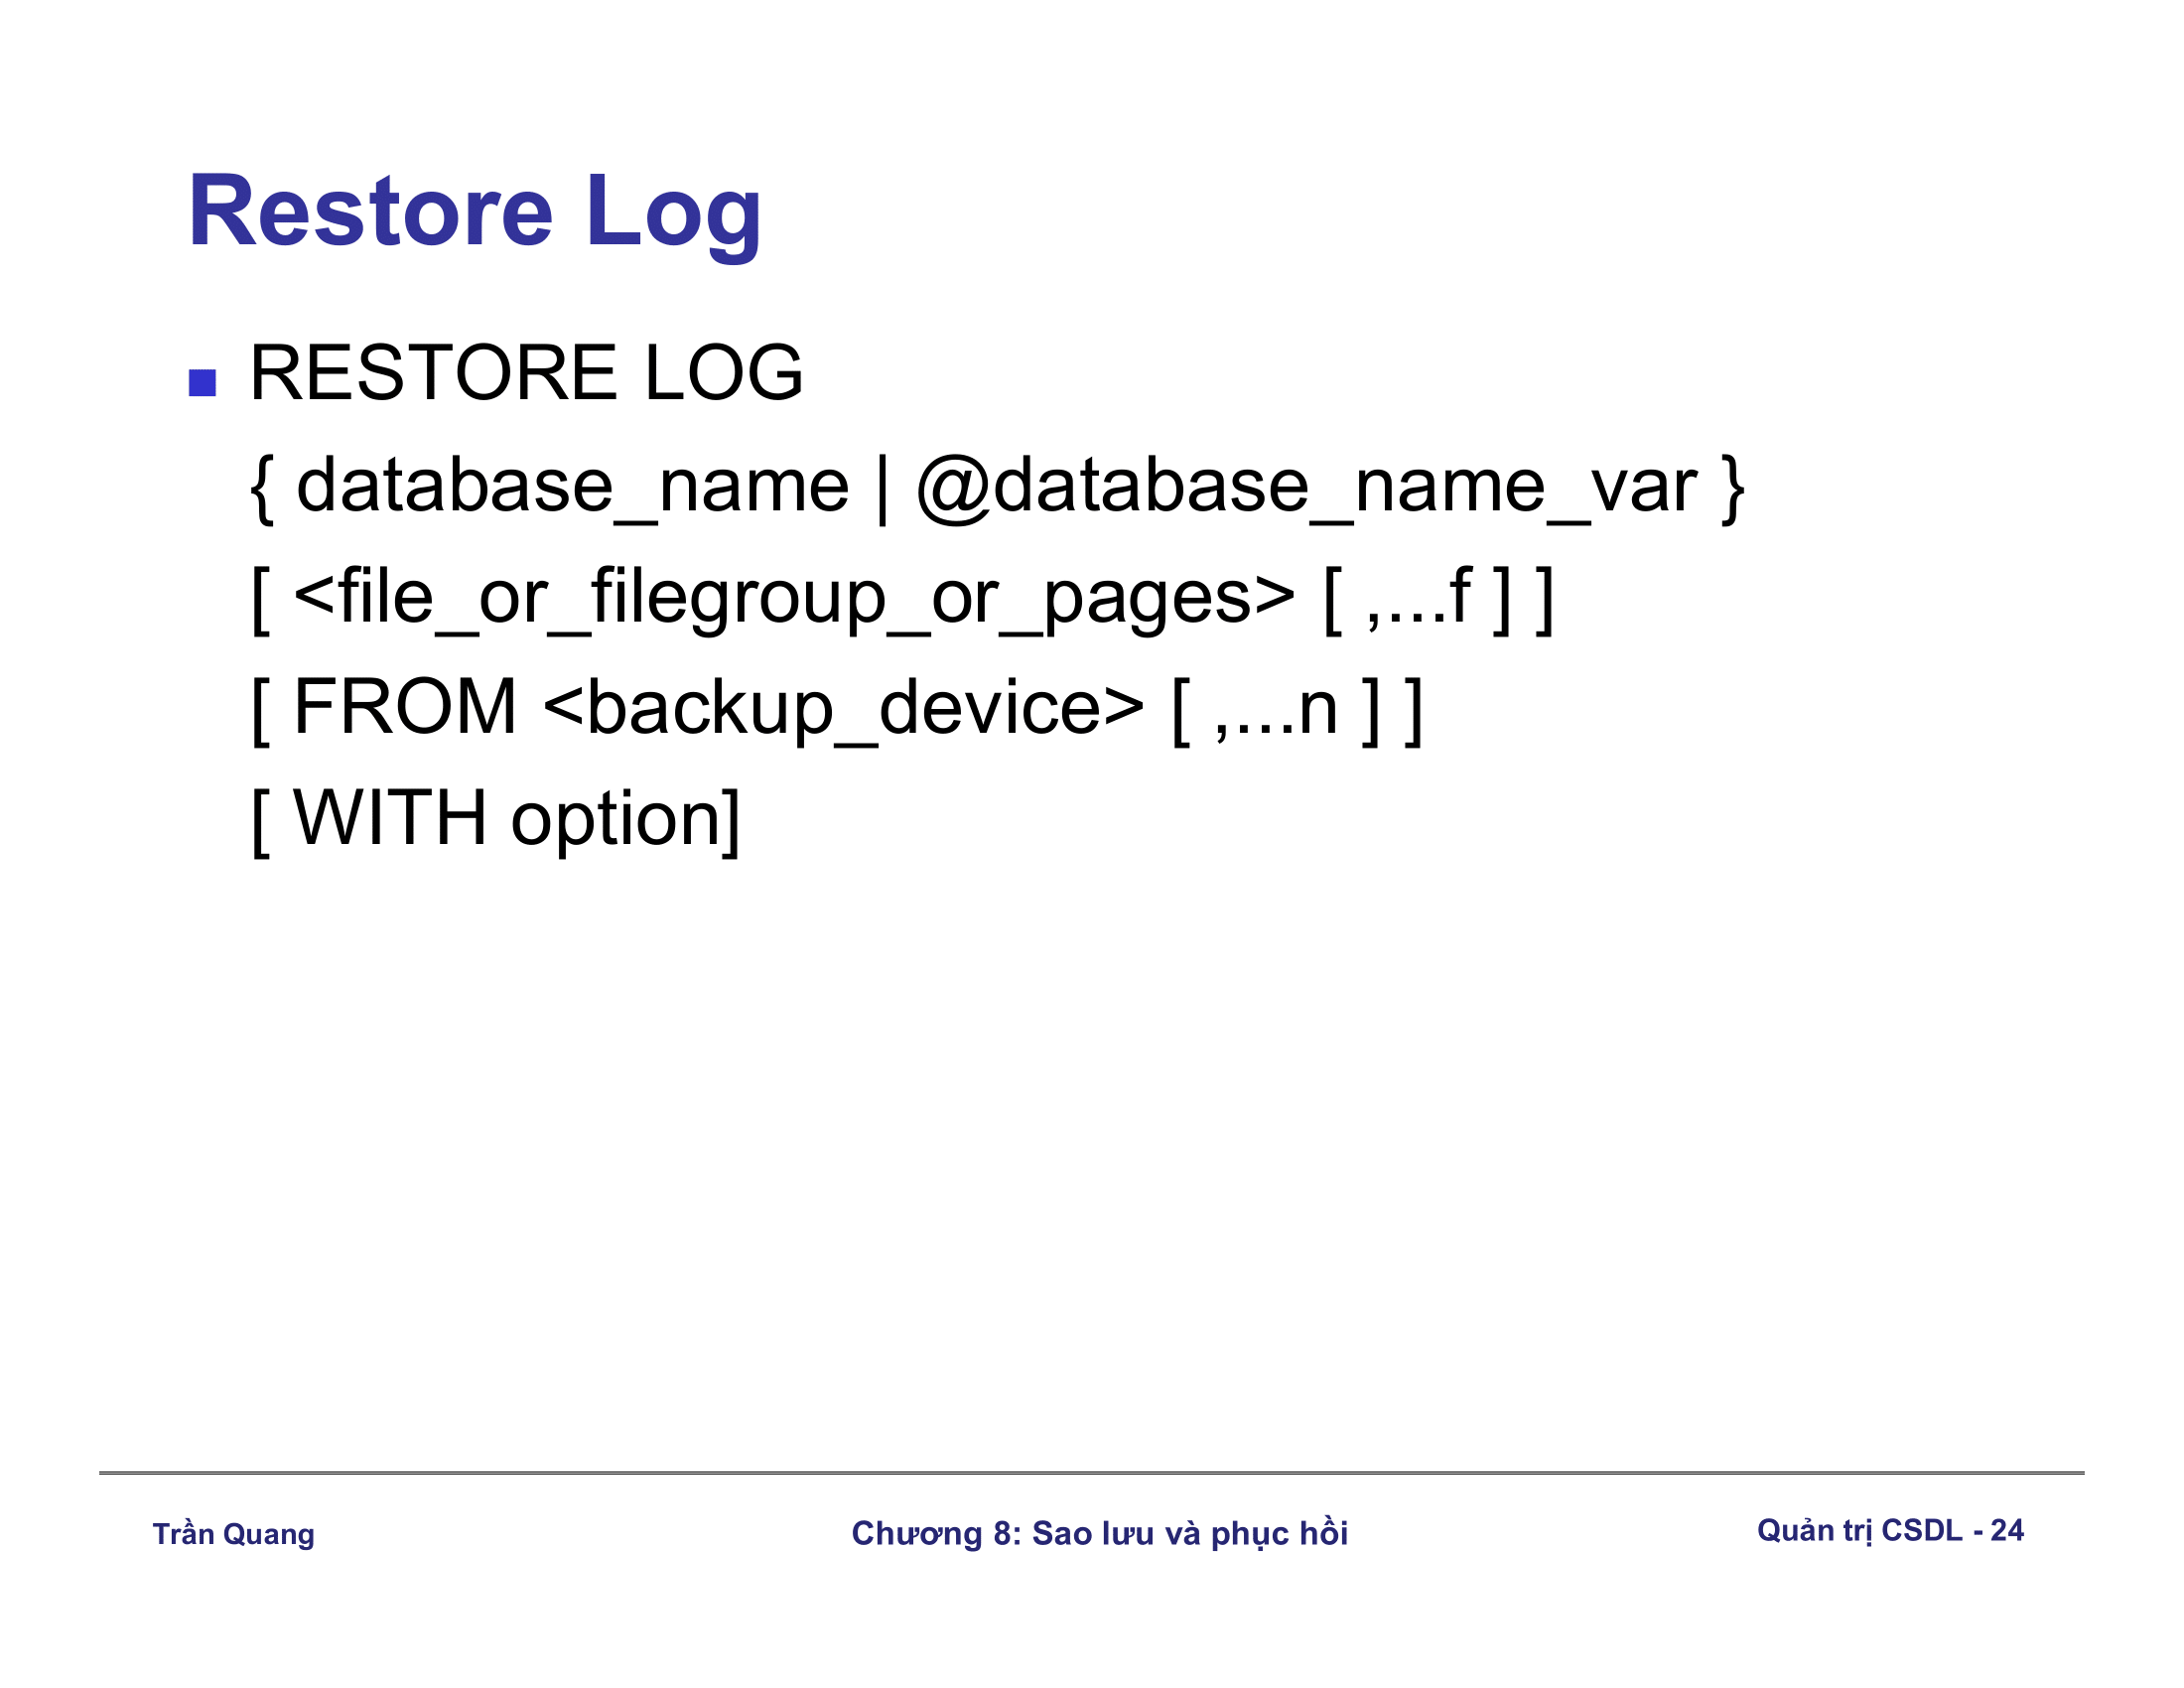 Restore Log
RESTORE LOG
{ database_name | @database_name_var }
[ <file_or_filegroup_or_pages> [ ,...f ] ]
[ FROM <backup_device> [ ,...n ] ]
[ WITH option]
Trần Quang
Chương 8: Sao lưu và phục hồi
Quản trị CSDL - 24